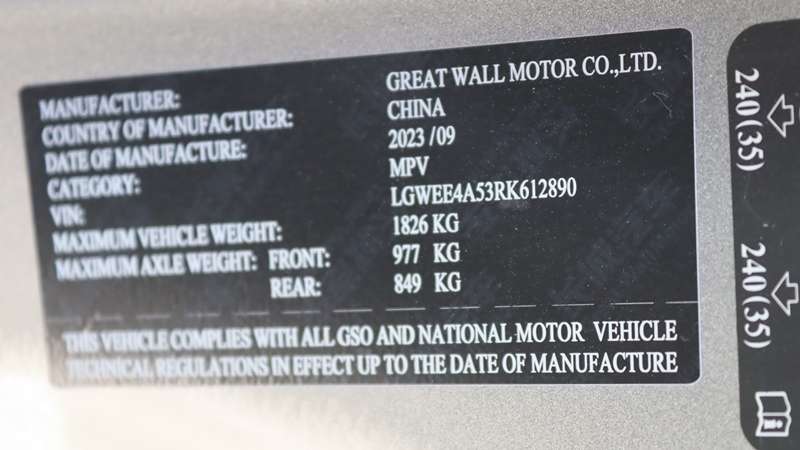 MANUFACTURER: GREAT WALL MOTOR CO.,LTD.
COUNTRY OF MANUFACTURER: CHINA
DATE OF MANUFACTURE: 2023 /09
CATEGORY: MPV
VIN: LGWEE4A53RK612890
MAXIMUM VEHICLE WEIGHT: 1826 KG
MAXIMUM AXLE WEIGHT: FRONT: 977 KG
REAR: 849 KG
THIS VEHICLE COMPLIES WITH ALL GSO AND NATIONAL MOTOR VEHICLE
TECHNICAL REGULATIONS IN EFFECT UP TO THE DATE OF MANUFACTURE
240(35)
240(35)